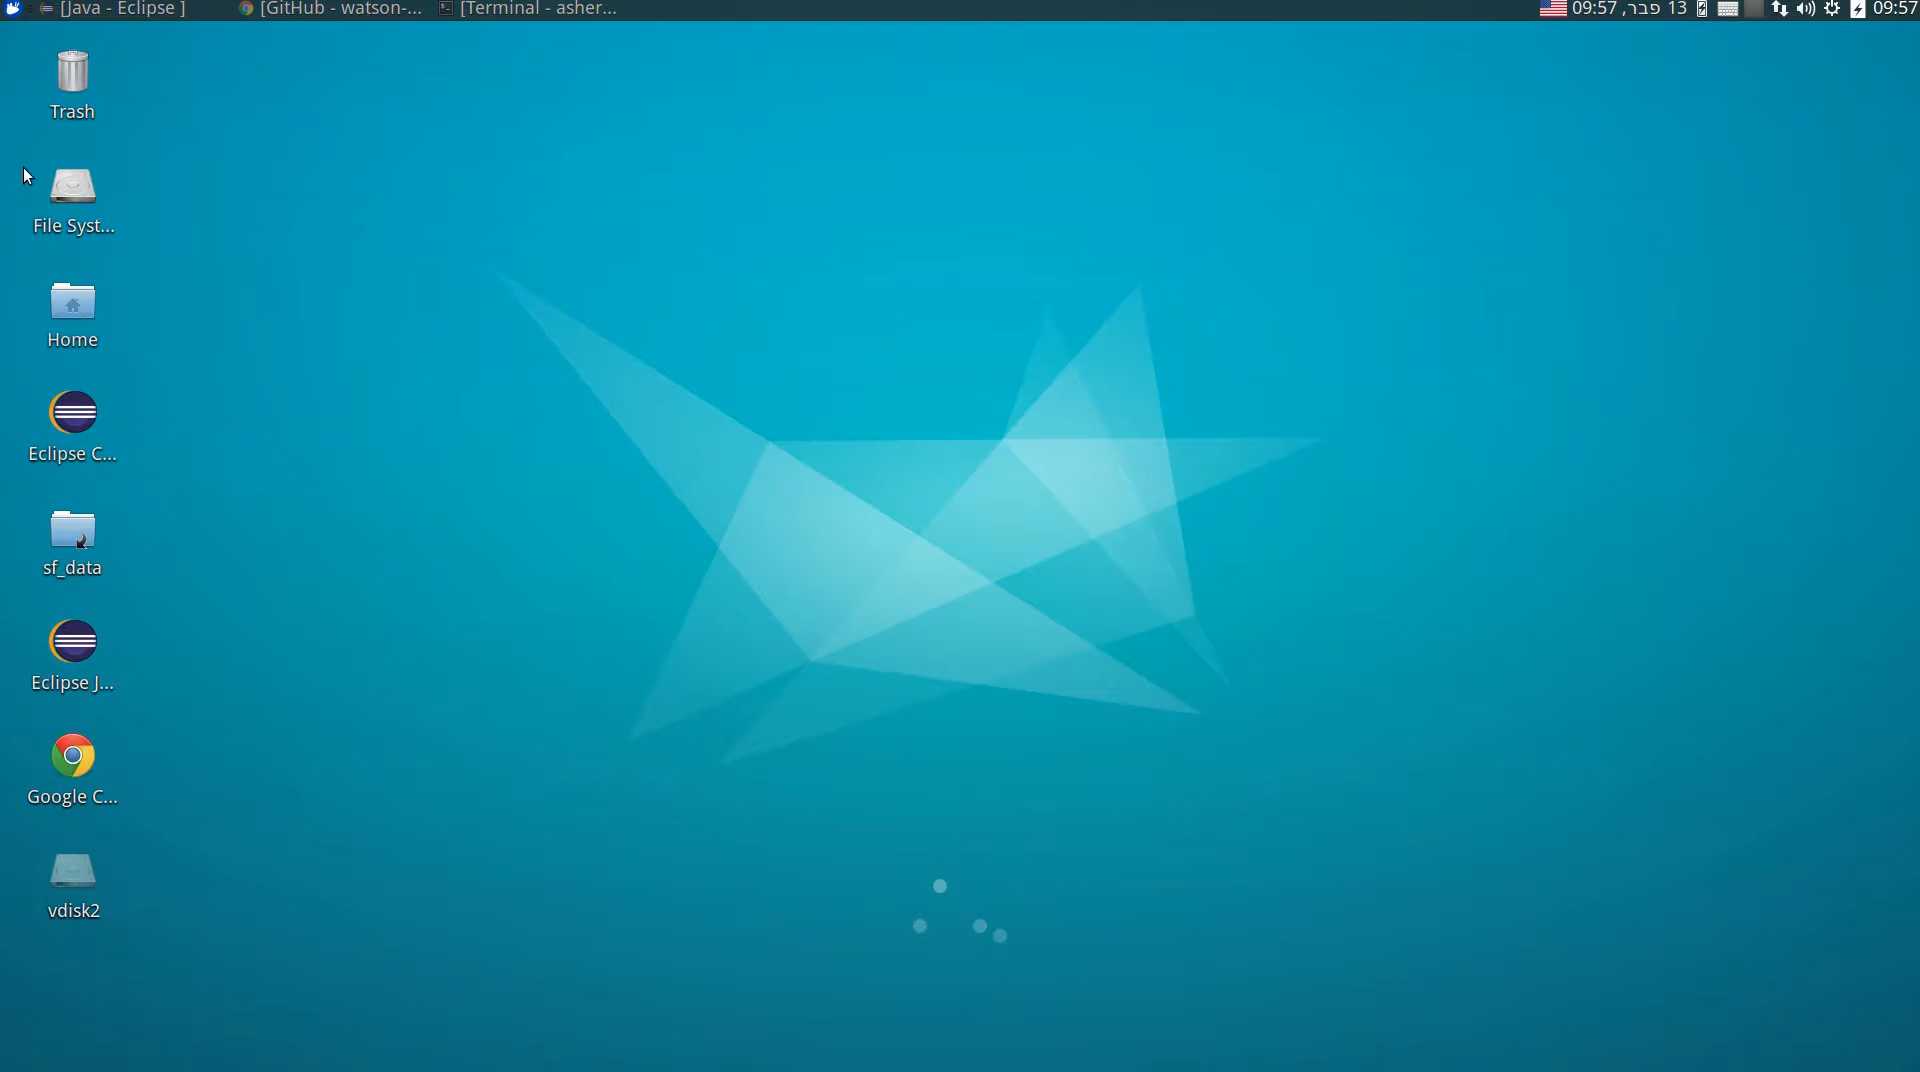 [Java - Eclipse ]
[GitHub - watson-...
[Terminal - asher...
09:57 ,פבר 13
09:57
Trash
File Syst...
Home
Eclipse C...
sf_data
Eclipse J...
Google C...
vdisk2